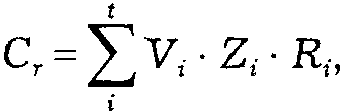 $C_r = \sum_{i}^{t} V_i \cdot Z_i \cdot R_i,$